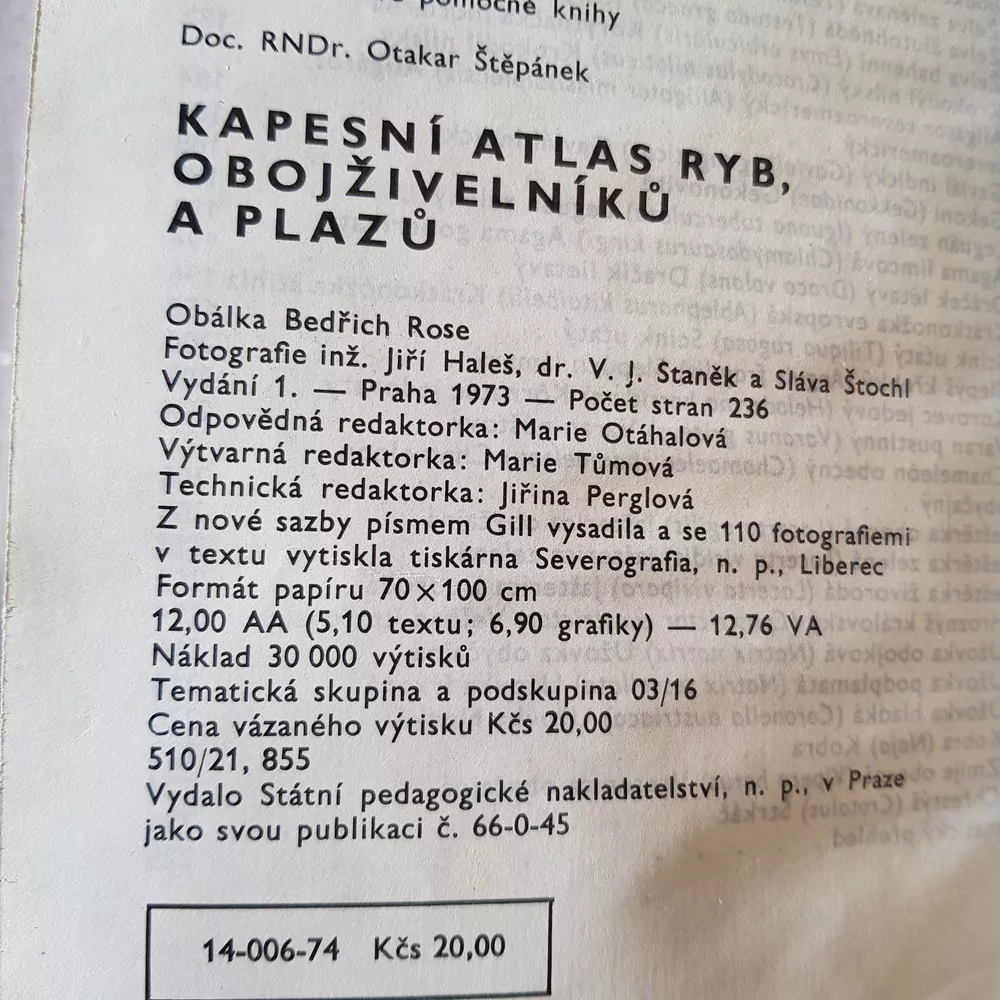 pomocné knihy
Doc. RNDr. Otakar Štěpánek
KAPESNÍ ATLAS RYB,
OBOJŽIVELNÍKŮ
A PLAZŮ
Obálka Bedřich Rose
Fotografie inž. Jiří Haleš, dr. V. J. Staněk a Sláva Štochl
Vydání 1. — Praha 1973 — Počet stran 236
Odpovědná redaktorka: Marie Otáhalová
Výtvarná redaktorka: Marie Tůmová
Technická redaktorka: Jiřina Perglová
Z nové sazby písmem Gill vysadila a se 110 fotografiemi
v textu vytiskla tiskárna Severografia, n. p., Liberec
Formát papíru 70 × 100 cm
12,00 AA (5,10 textu; 6,90 grafiky) — 12,76 VA
Náklad 30 000 výtisků
Tematická skupina a podskupina 03/16
Cena vázaného výtisku Kčs 20,00
510/21, 855
Vydalo Státní pedagogické nakladatelství, n. p., v Praze
jako svou publikaci č. 66-0-45
14-006-74 Kčs 20,00